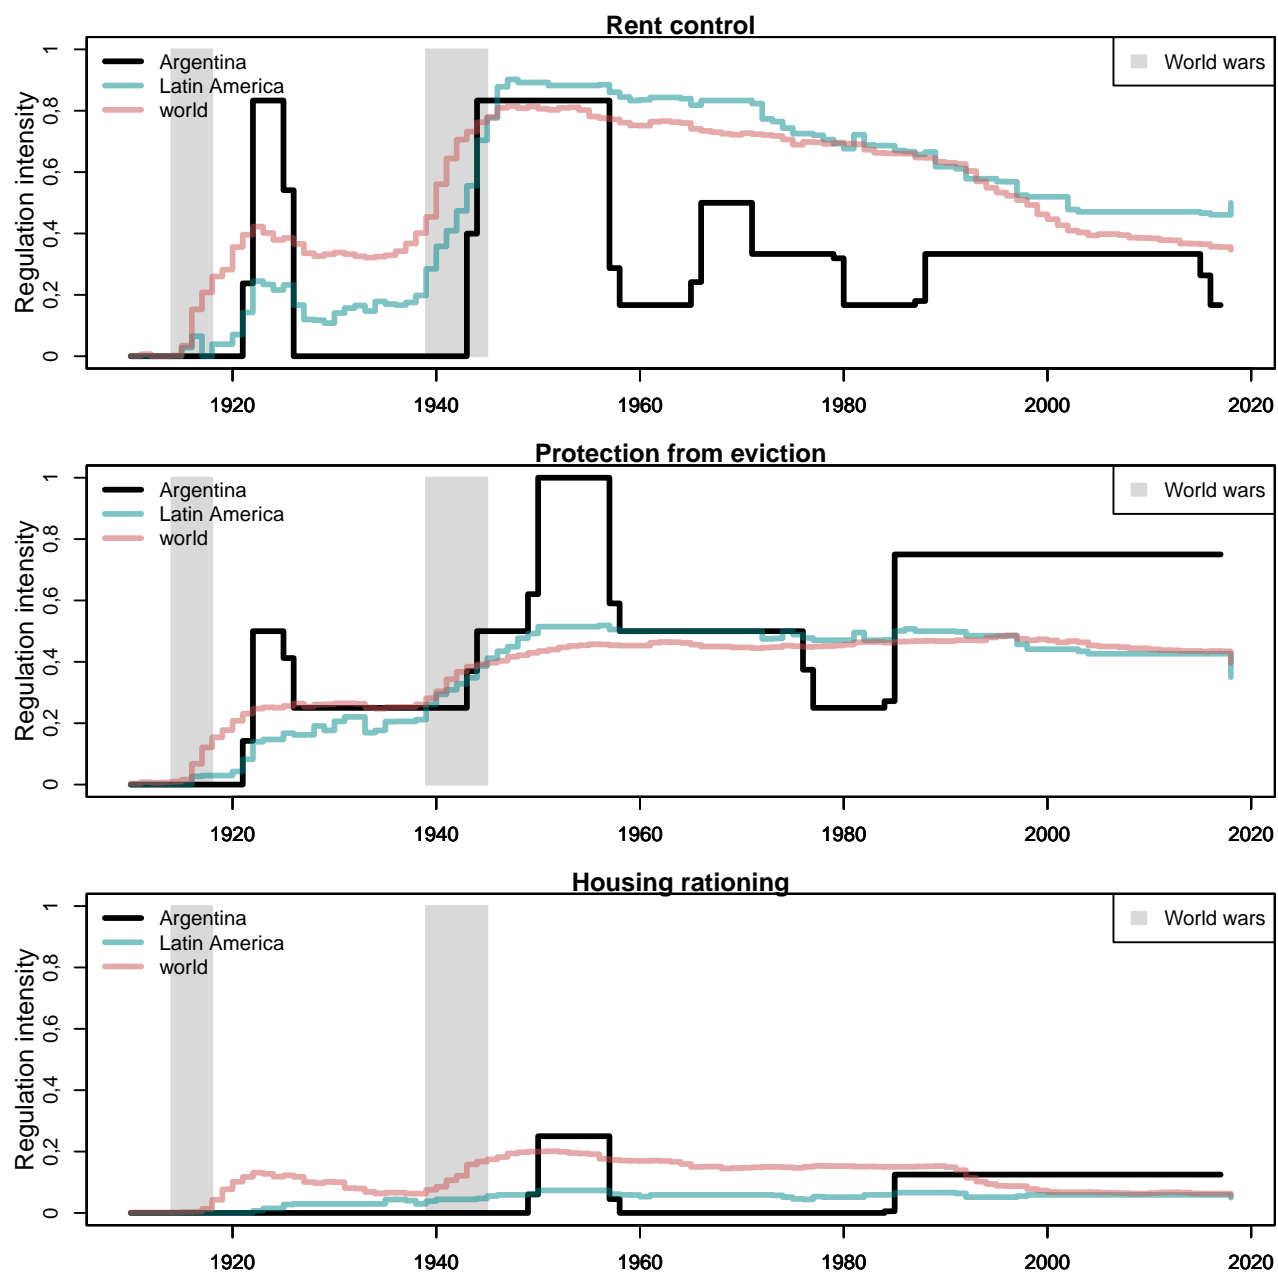 Rent control
Argentina
Latin America
world
World wars
Regulation intensity
0
0,2
0,4
0,6
0,8
1
1920
1940
1960
1980
2000
2020
Protection from eviction
Argentina
Latin America
world
World wars
Regulation intensity
0
0,2
0,4
0,6
0,8
1
1920
1940
1960
1980
2000
2020
Housing rationing
Argentina
Latin America
world
World wars
Regulation intensity
0
0,2
0,4
0,6
0,8
1
1920
1940
1960
1980
2000
2020